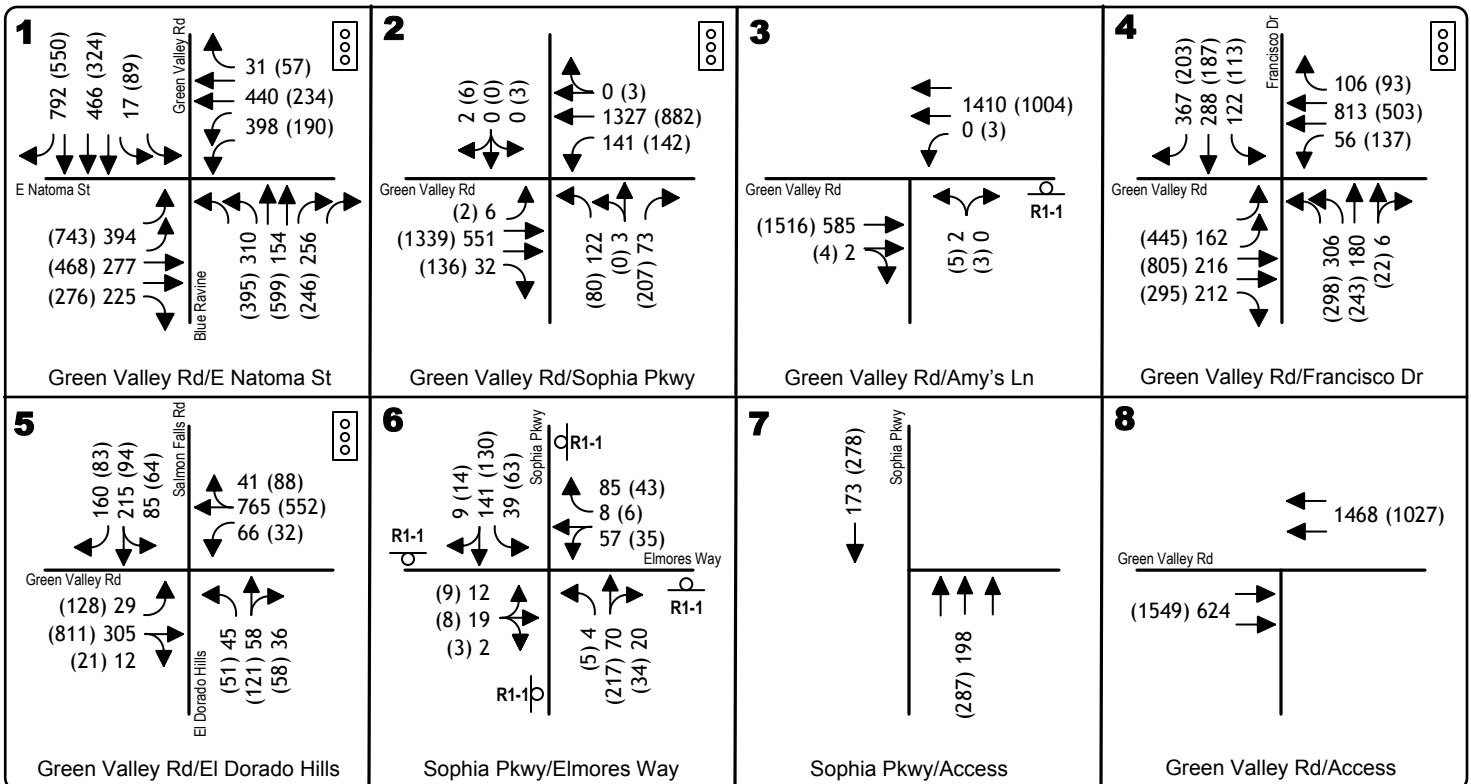 1
792 (550)
466 (324)
17 (89)
Green Valley Rd
31 (57)
440 (234)
398 (190)
E Natoma St
(743) 394
(468) 277
(276) 225
Blue Ravine
(395) 310
(599) 154
(246) 256
Green Valley Rd/E Natoma St
2
2 (6)
0 (0)
0 (3)
0 (3)
1327 (882)
141 (142)
Green Valley Rd
(2) 6
(1339) 551
(136) 32
(80) 122
(0) 3
(207) 73
Green Valley Rd/Sophia Pkwy
3
1410 (1004)
0 (3)
Green Valley Rd
(1516) 585
(4) 2
(5) 2
(3) 0
R1-1
Green Valley Rd/Amy's Ln
4
367 (203)
288 (187)
122 (113)
Francisco Dr
106 (93)
813 (503)
56 (137)
Green Valley Rd
(445) 162
(805) 216
(295) 212
(298) 306
(243) 180
(22) 6
Green Valley Rd/Francisco Dr
5
160 (83)
215 (94)
85 (64)
Salmon Falls Rd
41 (88)
765 (552)
66 (32)
Green Valley Rd
(128) 29
(811) 305
(21) 12
El Dorado Hills
(51) 45
(121) 58
(58) 36
Green Valley Rd/El Dorado Hills
6
9 (14)
141 (130)
39 (63)
Sophia Pkwy
R1-1
85 (43)
8 (6)
57 (35)
R1-1
Elmores Way
(9) 12
(8) 19
(3) 2
R1-1
R1-1
(5) 4
(217) 70
(34) 20
Sophia Pkwy/Elmores Way
7
Sophia Pkwy
173 (278)
(287) 198
Sophia Pkwy/Access
8
1468 (1027)
Green Valley Rd
(1549) 624
Green Valley Rd/Access